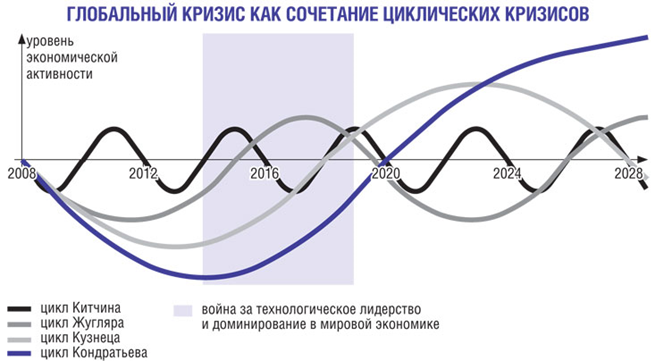 ГЛОБАЛЬНЫЙ КРИЗИС КАК СОЧЕТАНИЕ ЦИКЛИЧЕСКИХ КРИЗИСОВ
уровень
экономической
активности
2008
2012
2016
2020
2024
2028
цикл Китчина
цикл Жугляра
цикл Кузнеца
цикл Кондратьева
война за технологическое лидерство
и доминирование в мировой экономике